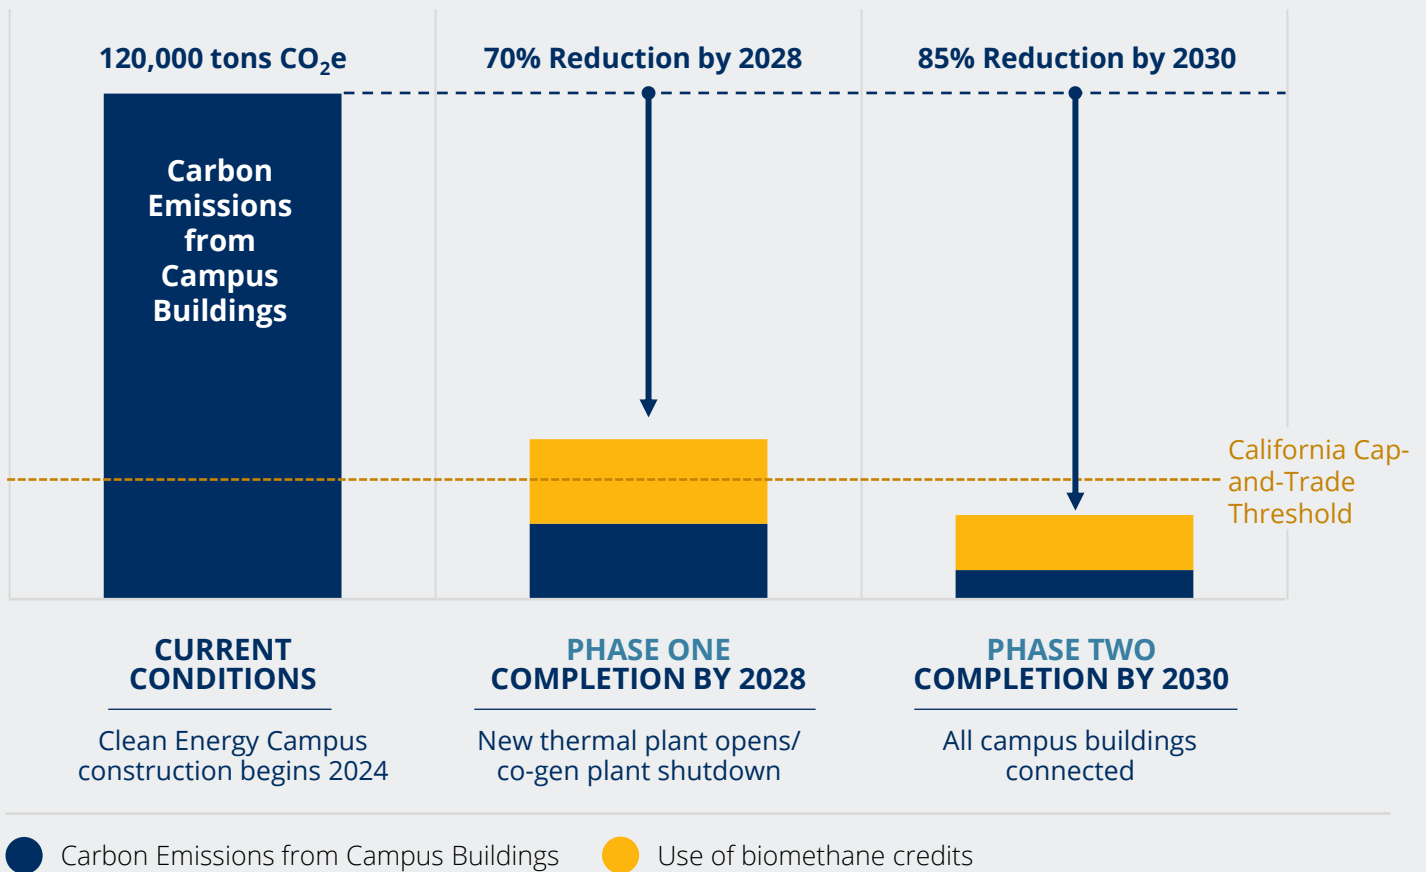 120,000 tons CO₂e
70% Reduction by 2028
85% Reduction by 2030
Carbon
Emissions
from
Campus
Buildings
California Cap-
and-Trade
Threshold
CURRENT
CONDITIONS
Clean Energy Campus
construction begins 2024
PHASE ONE
COMPLETION BY 2028
New thermal plant opens/
co-gen plant shutdown
PHASE TWO
COMPLETION BY 2030
All campus buildings
connected
Carbon Emissions from Campus Buildings
Use of biomethane credits